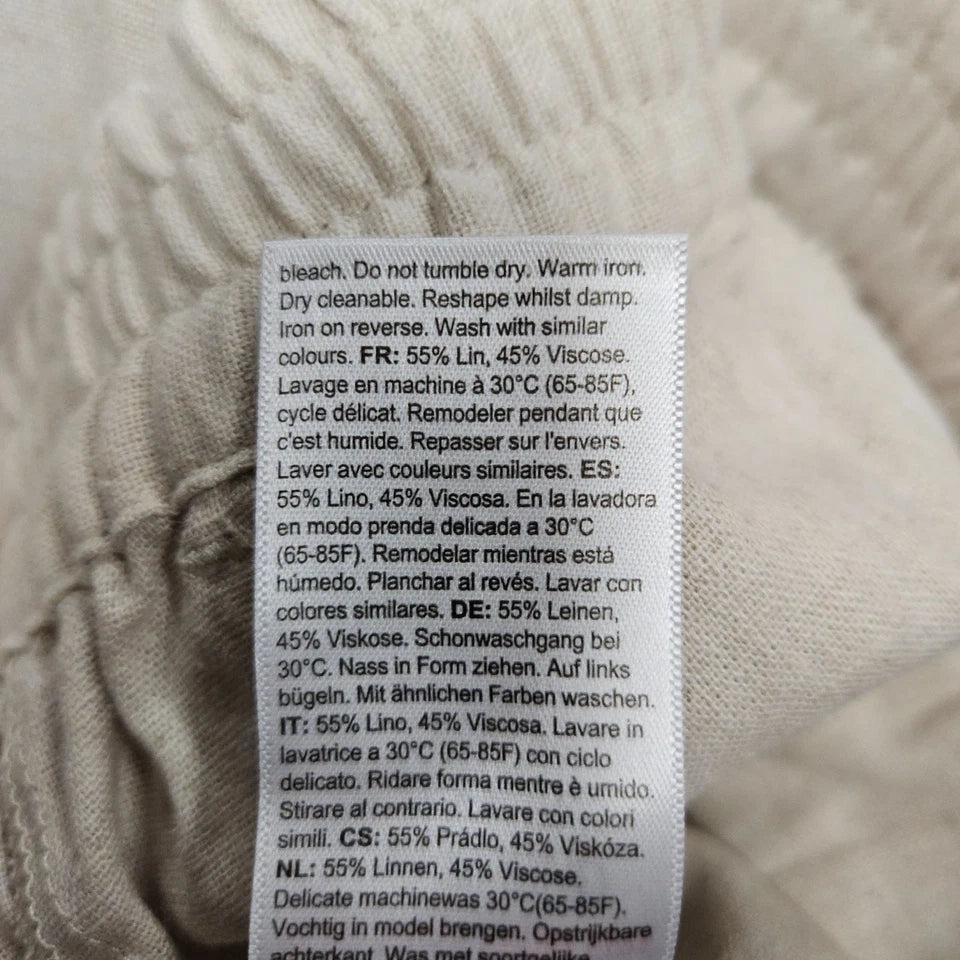 bleach. Do not tumble dry. Warm iron.
Dry cleanable. Reshape whilst damp.
Iron on reverse. Wash with similar
colours. FR: 55% Lin, 45% Viscose.
Lavage en machine à 30°C (65-85F),
cycle délicat. Remodeler pendant que
c'est humide. Repasser sur l'envers.
Laver avec couleurs similaires. ES:
55% Lino, 45% Viscosa. En la lavadora
en modo prenda delicada a 30°C
(65-85F). Remodelar mientras está
húmedo. Planchar al revés. Lavar con
colores similares. DE: 55% Leinen,
45% Viskose. Schonwaschgang bei
30°C. Nass in Form ziehen. Auf links
bügeln. Mit ähnlichen Farben waschen.
IT: 55% Lino, 45% Viscosa. Lavare in
lavatrice a 30°C (65-85F) con ciclo
delicato. Ridare forma mentre è umido.
Stirare al contrario. Lavare con colori
simili. CS: 55% Prádlo, 45% Viskóza.
NL: 55% Linnen, 45% Viscose.
Delicate machinewas 30°C(65-85F).
Vochtig in model brengen. Opstrijkbare
achterkant. Was met soortgelijke